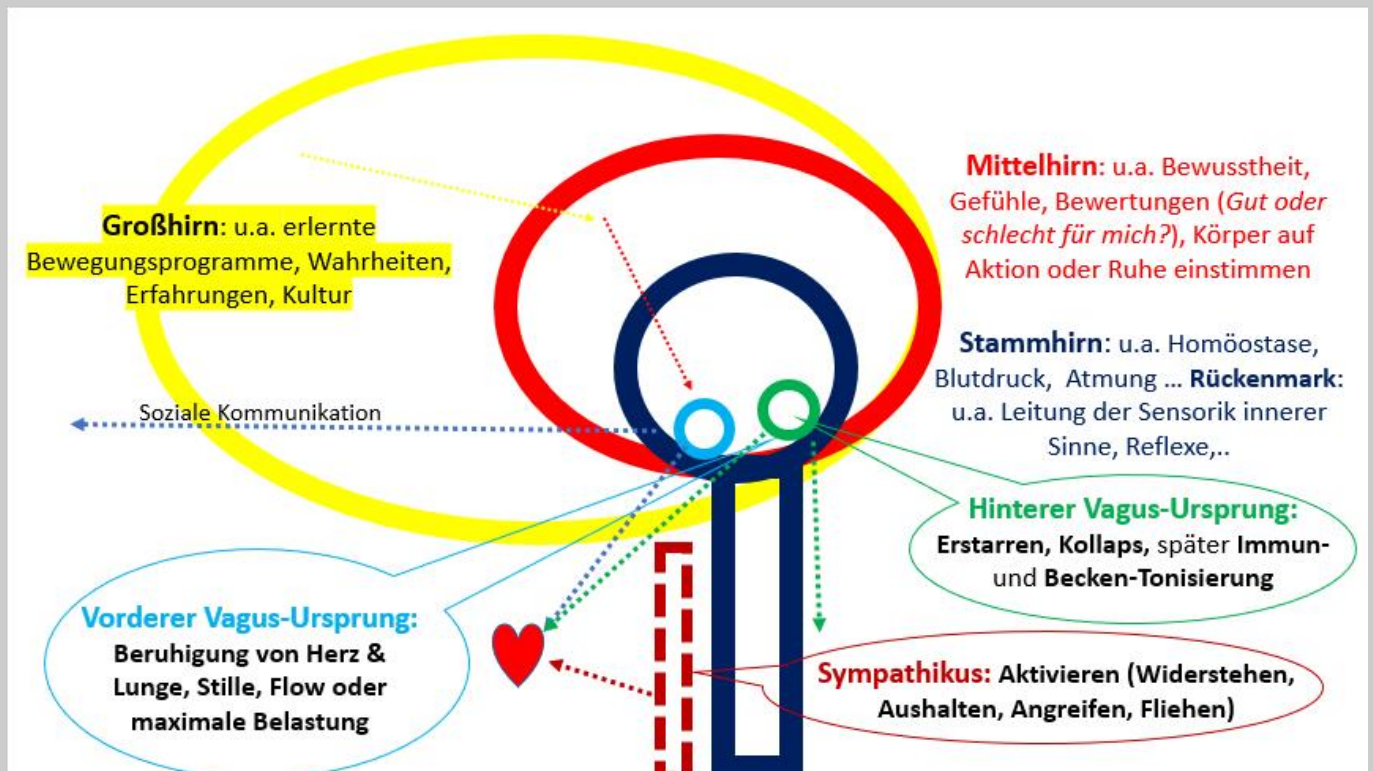 Großhirn: u.a. erlernte
Bewegungsprogramme, Wahrheiten,
Erfahrungen, Kultur
Mittelhirn: u.a. Bewusstheit,
Gefühle, Bewertungen (Gut oder
schlecht für mich?), Körper auf
Aktion oder Ruhe einstimmen
Stammhirn: u.a. Homöostase,
Blutdruck, Atmung ... Rückenmark:
u.a. Leitung der Sensorik innerer
Sinne, Reflexe,..
Soziale Kommunikation
Hinterer Vagus-Ursprung:
Erstarren, Kollaps, später Immun-
und Becken-Tonisierung
Vorderer Vagus-Ursprung:
Beruhigung von Herz &
Lunge, Stille, Flow oder
maximale Belastung
Sympathikus: Aktivieren (Widerstehen,
Aushalten, Angreifen, Fliehen)